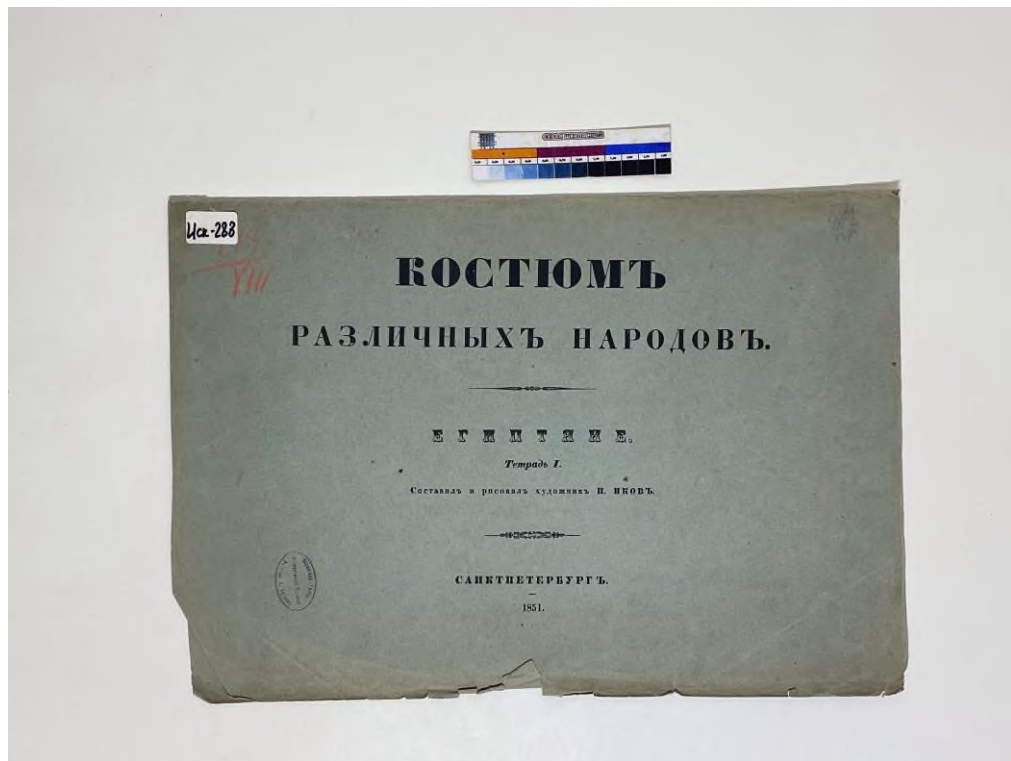 Иск-288
КОСТЮМЪ
РАЗЛИЧНЫХЪ НАРОДОВЪ.
ЕГИПТЯНЕ.
Тетрадь I.
Составилъ и рисовалъ художникъ П. ИКОВЪ.
САНКТПЕТЕРБУРГЪ.
1851.